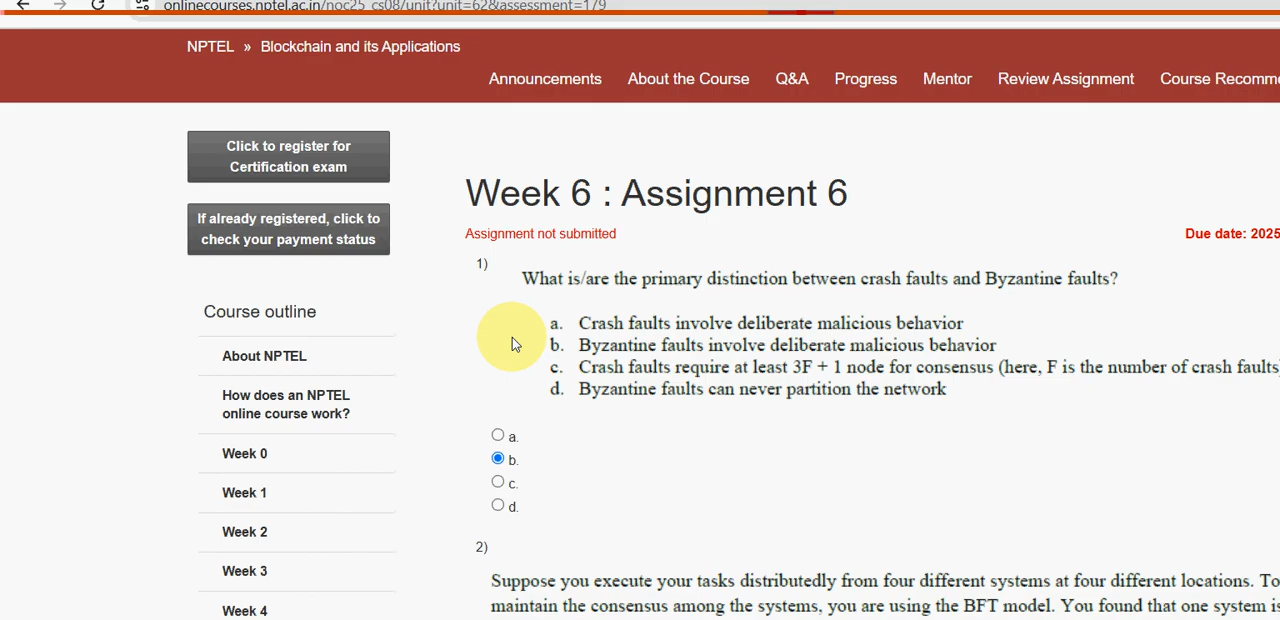 onlinecourses.nptel.ac.in/noc25_cs08/unit?unit=62&assessment=179
NPTEL » Blockchain and its Applications
Announcements About the Course Q&A Progress Mentor Review Assignment Course Recomme
Click to register for
Certification exam
If already registered, click to
check your payment status
Course outline
About NPTEL
How does an NPTEL
online course work?
Week 0
Week 1
Week 2
Week 3
Week 4
Week 6 : Assignment 6
Assignment not submitted
Due date: 2025
1)
What is/are the primary distinction between crash faults and Byzantine faults?
a. Crash faults involve deliberate malicious behavior
b. Byzantine faults involve deliberate malicious behavior
c. Crash faults require at least 3F + 1 node for consensus (here, F is the number of crash faults)
d. Byzantine faults can never partition the network
a.
b.
c.
d.
2)
Suppose you execute your tasks distributedly from four different systems at four different locations. To
maintain the consensus among the systems, you are using the BFT model. You found that one system is